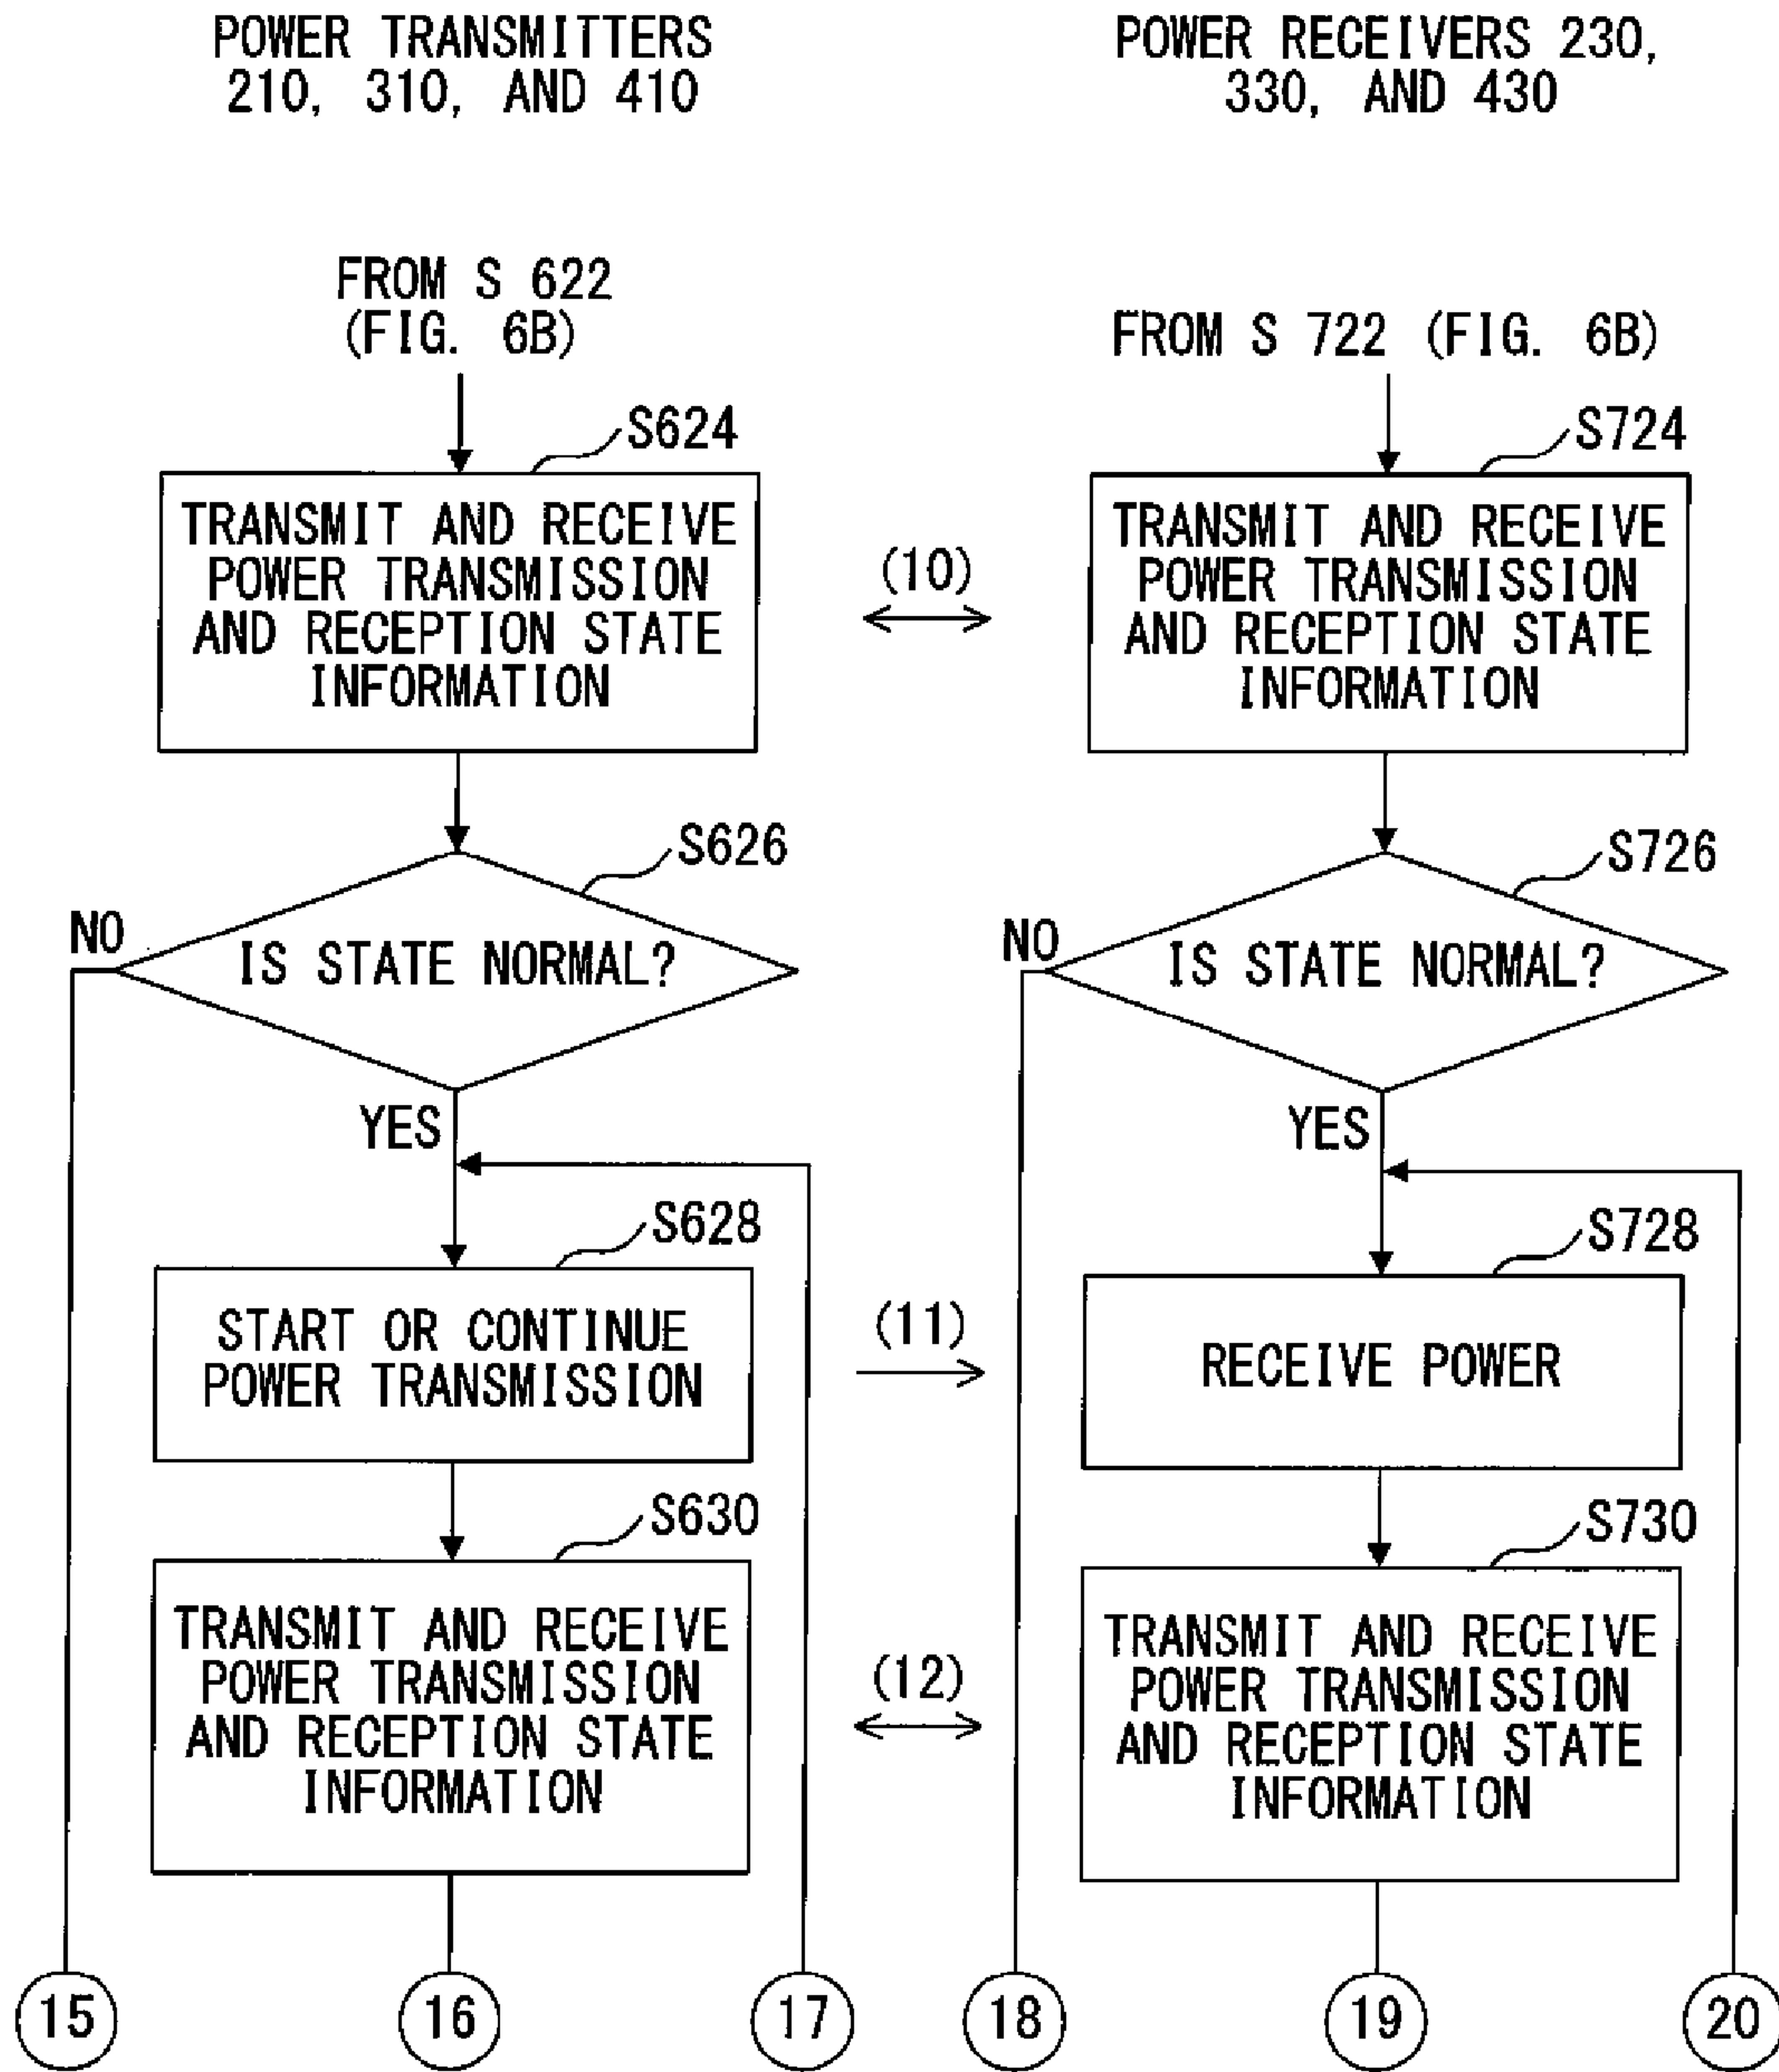 POWER TRANSMITTERS
210, 310, AND 410
POWER RECEIVERS 230,
330, AND 430
FROM S 622
(FIG. 6B)
FROM S 722 (FIG. 6B)
S624
TRANSMIT AND RECEIVE
POWER TRANSMISSION
AND RECEPTION STATE
INFORMATION
(10)
S724
TRANSMIT AND RECEIVE
POWER TRANSMISSION
AND RECEPTION STATE
INFORMATION
S626
NO
IS STATE NORMAL?
YES
S726
NO
IS STATE NORMAL?
YES
S628
START OR CONTINUE
POWER TRANSMISSION
(11)
S728
RECEIVE POWER
S630
TRANSMIT AND RECEIVE
POWER TRANSMISSION
AND RECEPTION STATE
INFORMATION
(12)
S730
TRANSMIT AND RECEIVE
POWER TRANSMISSION
AND RECEPTION STATE
INFORMATION
15
16
17
18
19
20